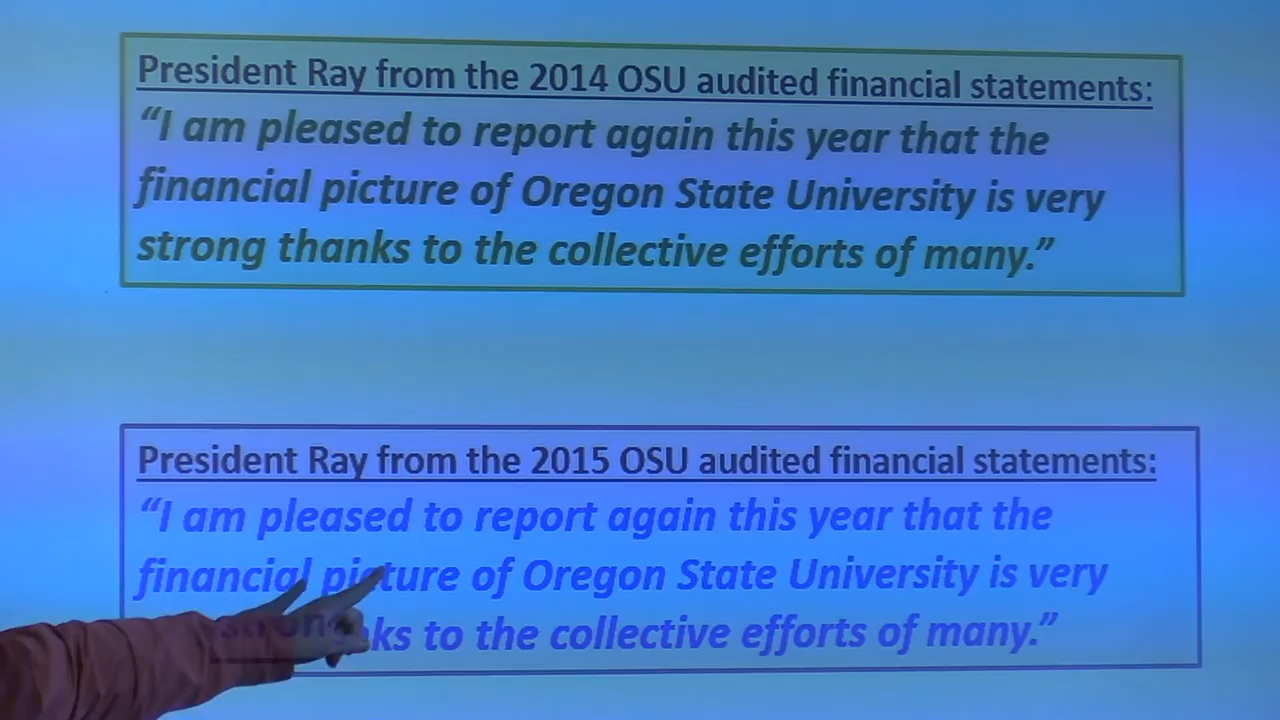 President Ray from the 2014 OSU audited financial statements:
“I am pleased to report again this year that the
financial picture of Oregon State University is very
strong thanks to the collective efforts of many.”
President Ray from the 2015 OSU audited financial statements:
“I am pleased to report again this year that the
financial picture of Oregon State University is very
strong thanks to the collective efforts of many.”